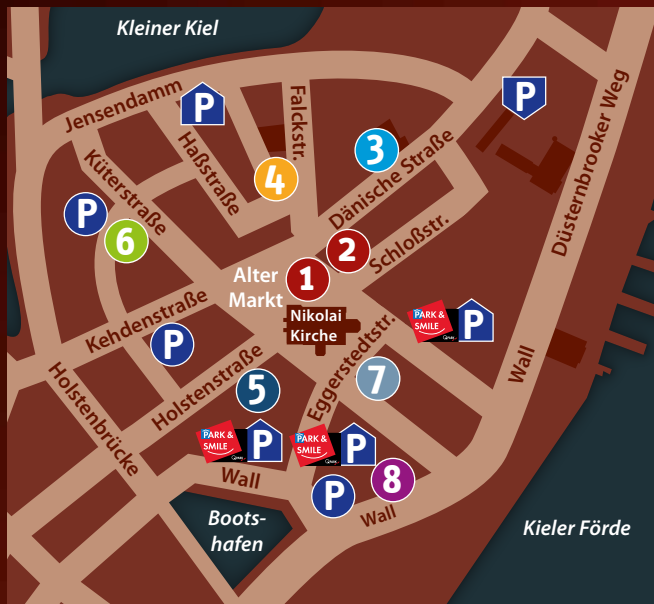 Kleiner Kiel
Jensendamm
P
Falckstr.
P
Düsternbrooker Weg
Haßstraße
3
Dänische Straße
4
Küterstraße
P
6
2
Schloßstr.
Alter
Markt
1
Nikolai
Kirche
Kehdenstraße
PARK &
SMILE
P
P
Holstenstraße
Eggerstedtstr.
Wall
7
5
Holstenbrücke
PARK &
SMILE
P
PARK &
SMILE
P
Wall
8
P
Wall
Boots-
hafen
Kieler Förde